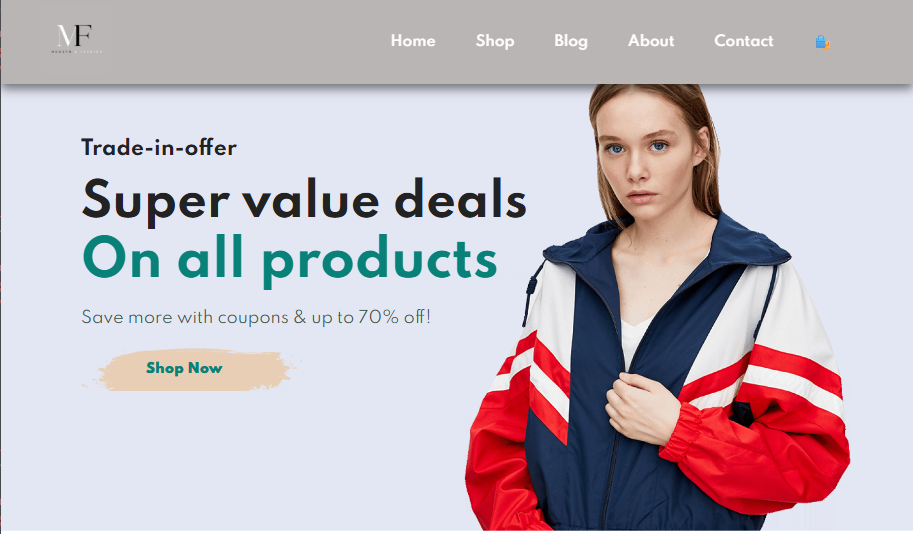 MF
Home Shop Blog About Contact
Trade-in-offer
Super value deals
On all products
Save more with coupons & up to 70% off!
Shop Now